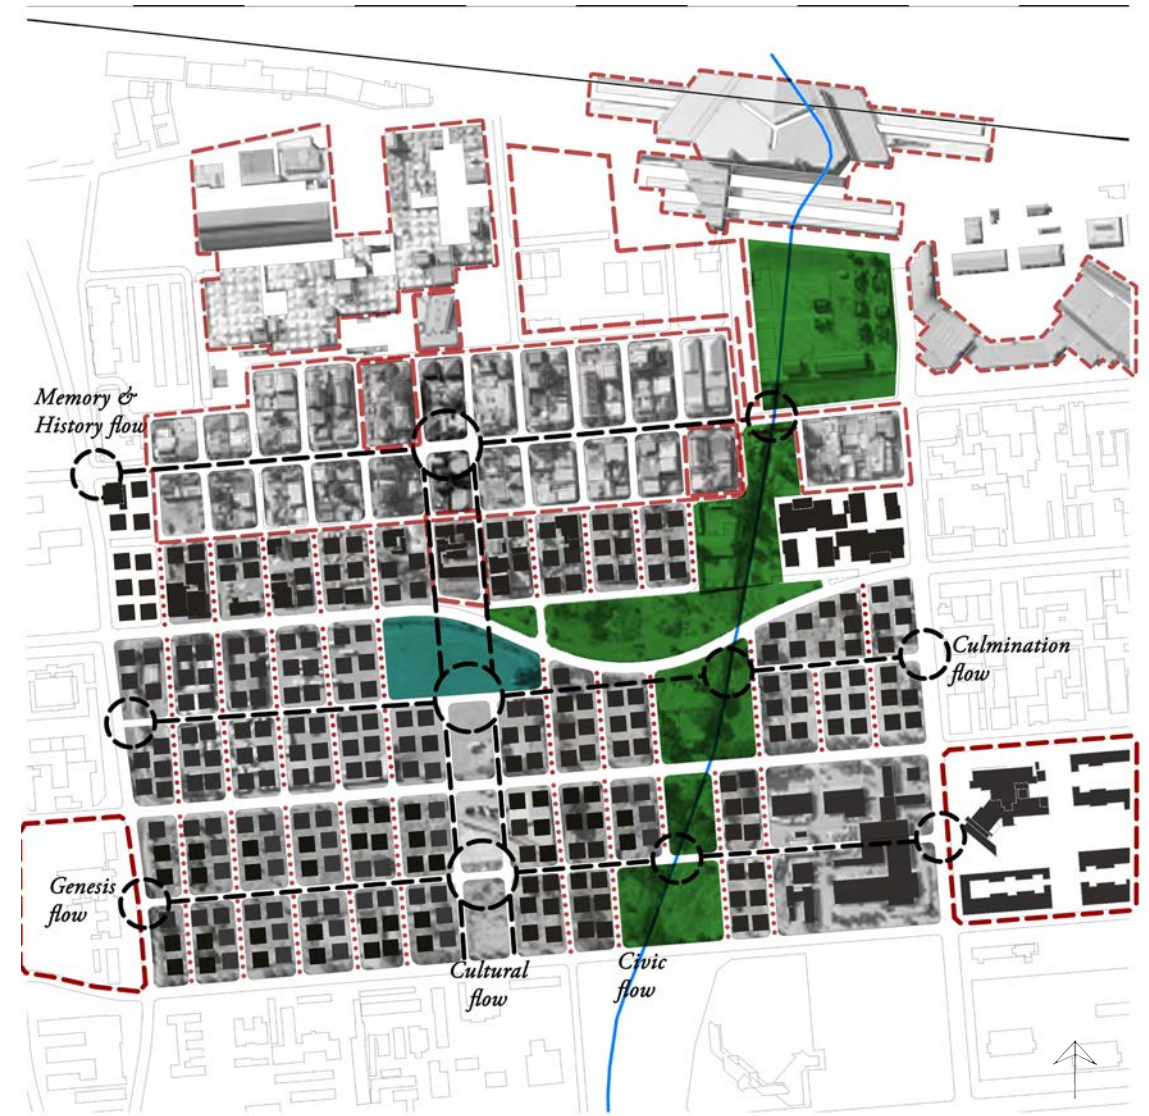 Memory &
History flow
Culmination
flow
Genesis
flow
Cultural
flow
Civic
flow